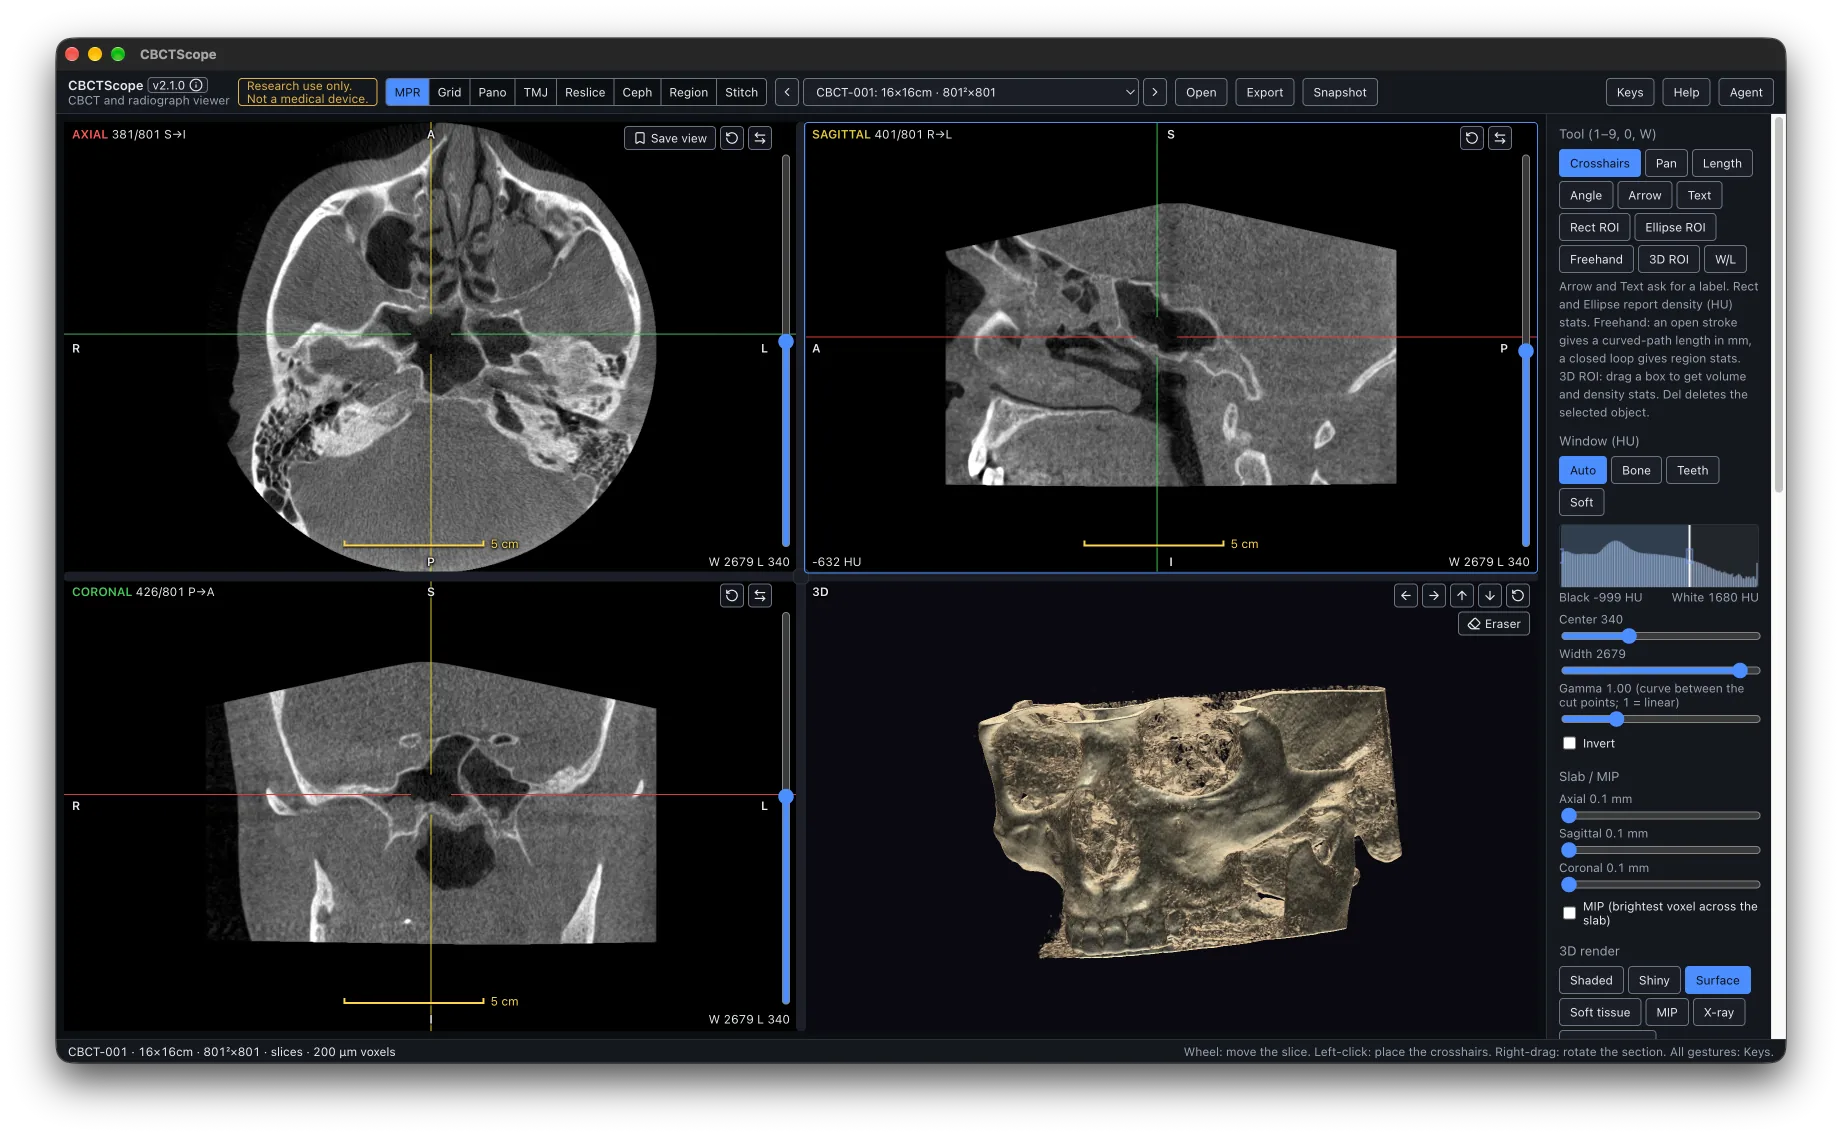 CBCTScope
CBCTScope v2.1.0
CBCT and radiograph viewer
Research use only.
Not a medical device.
MPR Grid Pano TMJ Reslice Ceph Region Stitch
CBCT-001: 16×16cm · 801²×801
Open Export Snapshot
Keys Help Agent
AXIAL 381/801 S→I
A
Save view
R
L
5 cm
P
W 2679 L 340
SAGITTAL 401/801 R→L
S
A
P
5 cm
-632 HU
I
W 2679 L 340
CORONAL 426/801 P→A
S
R
L
5 cm
I
W 2679 L 340
3D
Eraser
Tool (1–9, 0, W)
Crosshairs Pan Length
Angle Arrow Text
Rect ROI Ellipse ROI
Freehand 3D ROI W/L
Arrow and Text ask for a label. Rect
and Ellipse report density (HU)
stats. Freehand: an open stroke
gives a curved-path length in mm,
a closed loop gives region stats.
3D ROI: drag a box to get volume
and density stats. Del deletes the
selected object.
Window (HU)
Auto Bone Teeth
Soft
Black -999 HU White 1680 HU
Center 340
Width 2679
Gamma 1.00 (curve between the
cut points; 1 = linear)
Invert
Slab / MIP
Axial 0.1 mm
Sagittal 0.1 mm
Coronal 0.1 mm
MIP (brightest voxel across the
slab)
3D render
Shaded Shiny Surface
Soft tissue MIP X-ray
CBCT-001 · 16×16cm · 801²×801 · slices · 200 µm voxels
Wheel: move the slice. Left-click: place the crosshairs. Right-drag: rotate the section. All gestures: Keys.